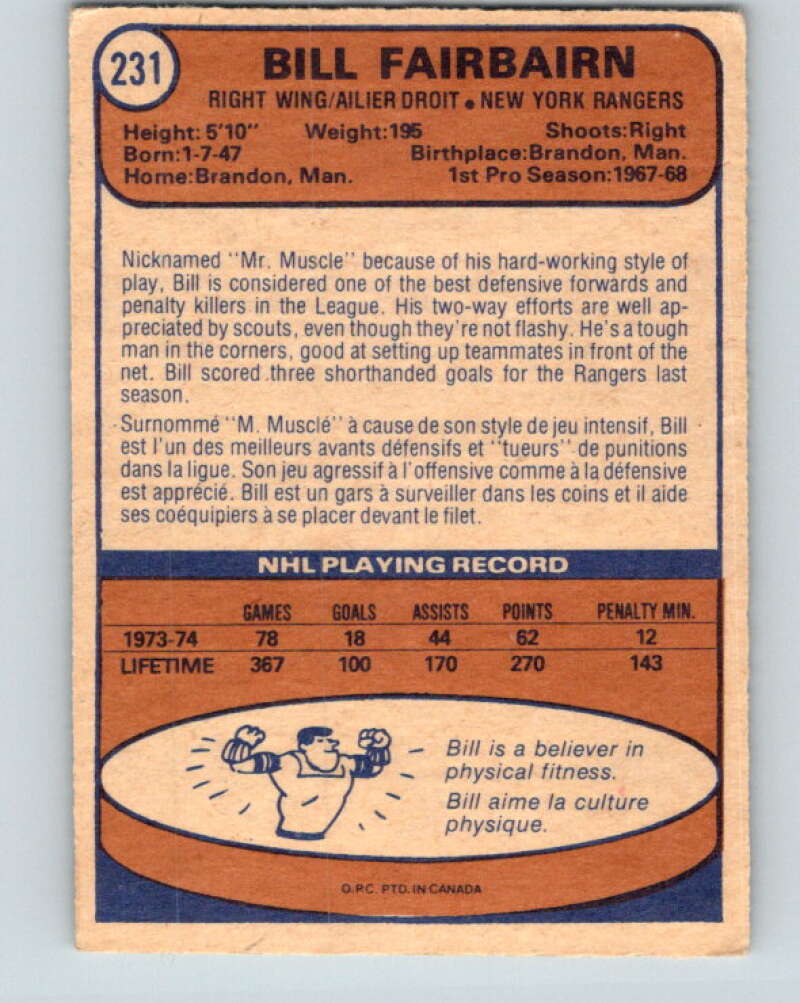 231
BILL FAIRBAIRN
RIGHT WING/AILIER DROIT • NEW YORK RANGERS
Height: 5'10" Weight:195 Shoots:Right
Born:1-7-47 Birthplace:Brandon, Man.
Home:Brandon, Man. 1st Pro Season:1967-68
Nicknamed "Mr. Muscle" because of his hard-working style of
play, Bill is considered one of the best defensive forwards and
penalty killers in the League. His two-way efforts are well ap-
preciated by scouts, even though they're not flashy. He's a tough
man in the corners, good at setting up teammates in front of the
net. Bill scored three shorthanded goals for the Rangers last
season.
Surnommé "M. Musclé" à cause de son style de jeu intensif, Bill
est l'un des meilleurs avants défensifs et "tueurs" de punitions
dans la ligue. Son jeu agressif à l'offensive comme à la défensive
est apprécié. Bill est un gars à surveiller dans les coins et il aide
ses coéquipiers à se placer devant le filet.
NHL PLAYING RECORD
GAMES GOALS ASSISTS POINTS PENALTY MIN.
1973-74 78 18 44 62 12
LIFETIME 367 100 170 270 143
Bill is a believer in
physical fitness.
Bill aime la culture
physique.
O.P.C. PTD. IN CANADA